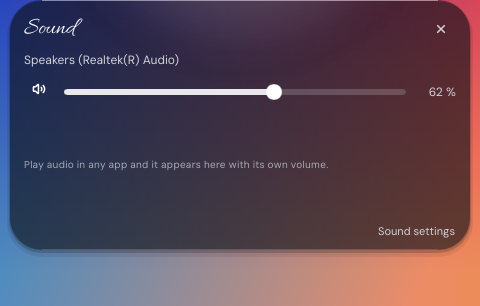 Sound
Speakers (Realtek(R) Audio)
62 %
Play audio in any app and it appears here with its own volume.
Sound settings